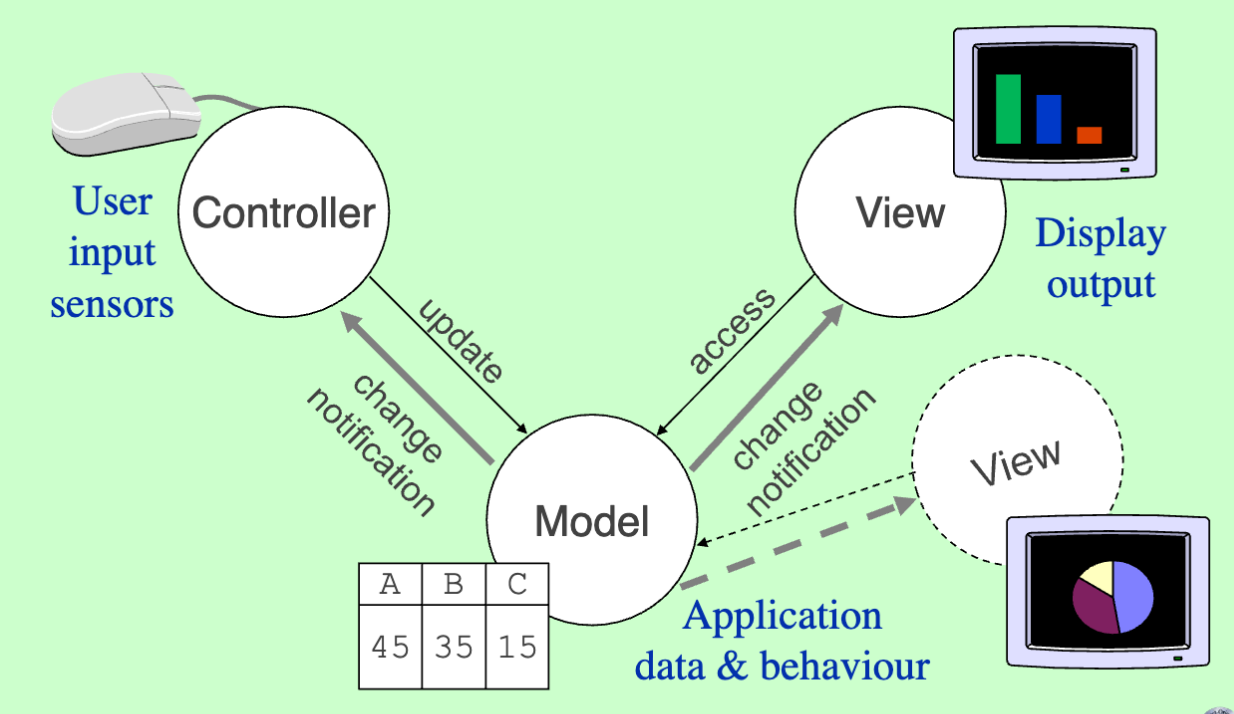 Controller
View
User
input
sensors
Display
output
update
access
change
notification
change
notification
View
Model
A B C
45 35 15
Application
data & behaviour